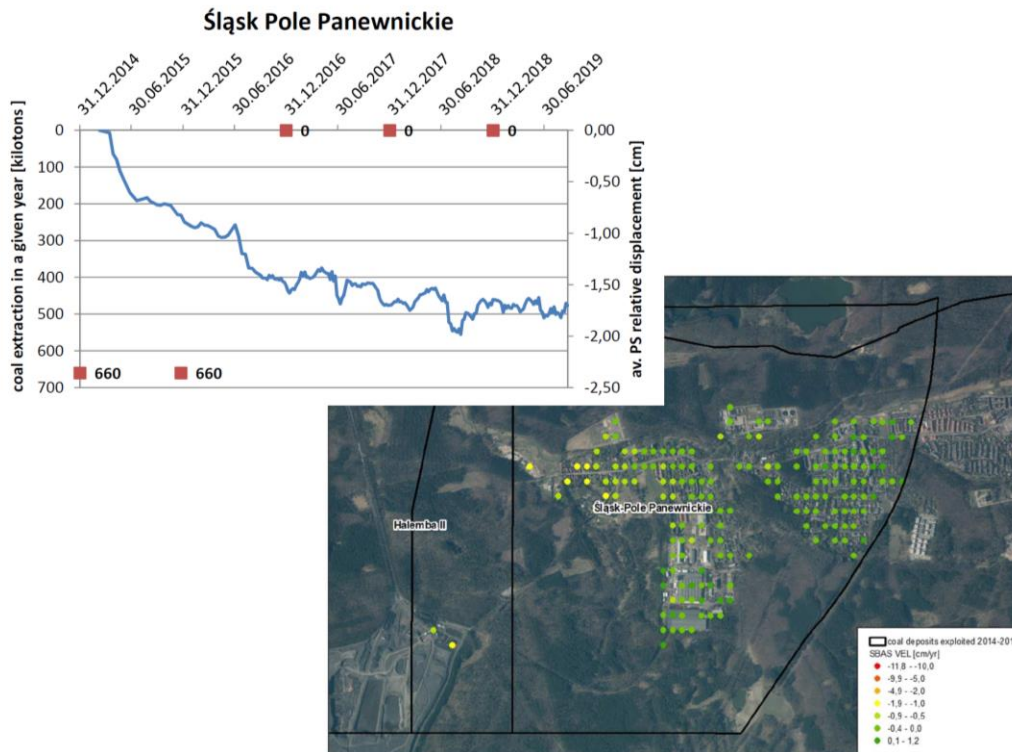 Śląsk Pole Panewnickie
31.12.2014 30.06.2015 31.12.2015 30.06.2016 31.12.2016 30.06.2017 31.12.2017 30.06.2018 31.12.2018 30.06.2019
coal extraction in a given year [kilotons ]
0
100
200
300
400
500
600
700
0 0 0
660 660
0,00
-0,50
-1,00
-1,50
-2,00
-2,50
av. PS relative displacement [cm]
Śląsk-Pole Panewnickie
Halemba II
coal deposits exploited 2014-201
SBAS VEL [cm/yr]
-11,8 - -10,0
-9,9 - -5,0
-4,9 - -2,0
-1,9 - -1,0
-0,9 - -0,5
-0,4 - 0,0
0,1 - 1,2